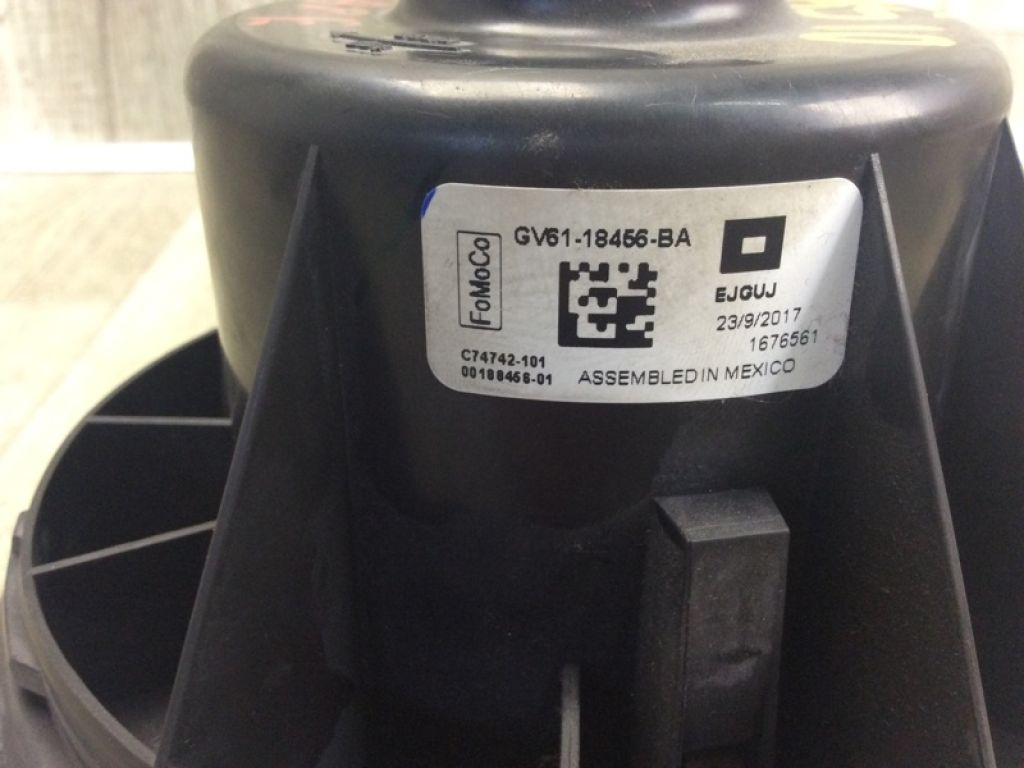 GV61-18456-BA
FoMoCo
EJGUJ
23/9/2017
1676561
C74742-101
00188456-01
ASSEMBLED IN MEXICO